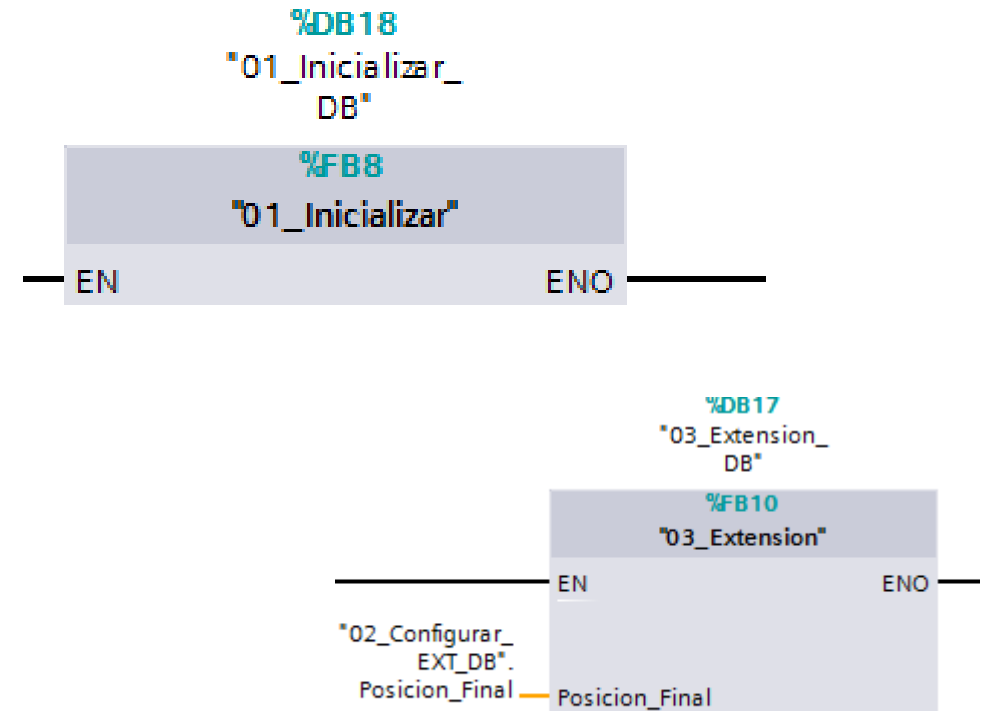 %DB18
"01_Inicializar_
DB"
%FB8
"01_Inicializar"
EN ENO
%DB17
"03_Extension_
DB"
%FB10
"03_Extension"
EN ENO
"02_Configurar_
EXT_DB".
Posicion_Final Posicion_Final